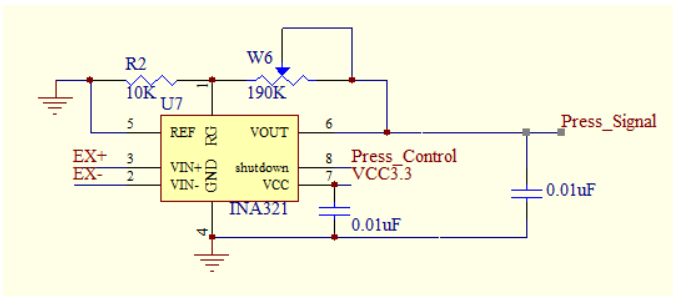 W6
R2
10K
190K
1
U7
5 REF RG VOUT 6 Press_Signal
EX+ 3 VIN+ shutdown 8 Press_Control
EX- 2 VIN- GND VCC 7 VCC3.3
INA321
0.01uF
0.01uF
4